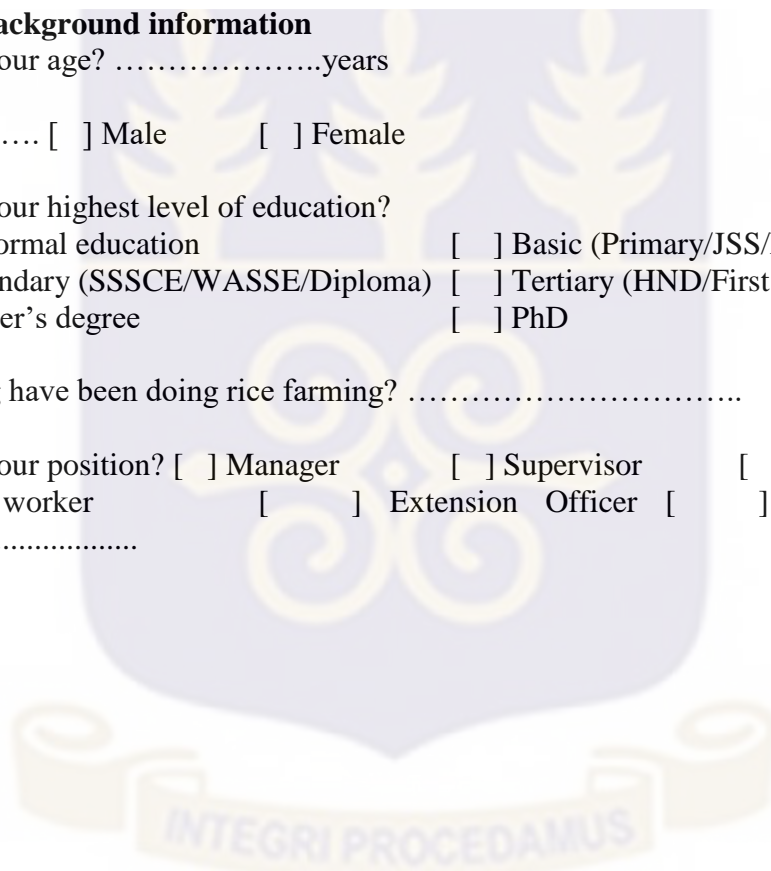 ackground information
our age? ………………..years
…. [ ] Male [ ] Female
our highest level of education?
ormal education [ ] Basic (Primary/JSS/
ndary (SSSCE/WASSE/Diploma) [ ] Tertiary (HND/First
er’s degree [ ] PhD
have been doing rice farming? …………………………..
our position? [ ] Manager [ ] Supervisor [
worker [ ] Extension Officer [ ]
.................
INTEGRI PROCEDAMUS